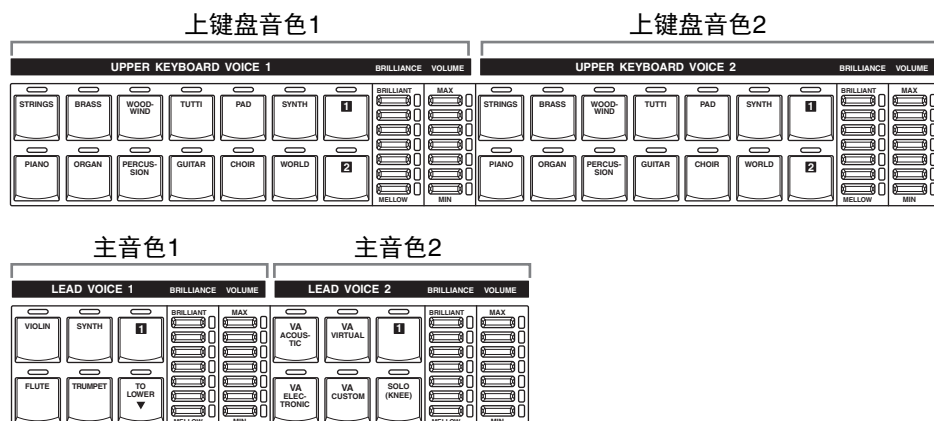 上键盘音色1 上键盘音色2
UPPER KEYBOARD VOICE 1 BRILLIANCE VOLUME UPPER KEYBOARD VOICE 2 BRILLIANCE VOLUME
BRILLIANT MAX BRILLIANT MAX
STRINGS BRASS WOOD-WIND TUTTI PAD SYNTH 1 STRINGS BRASS WOOD-WIND TUTTI PAD SYNTH 1
PIANO ORGAN PERCUS-SION GUITAR CHOIR WORLD 2 PIANO ORGAN PERCUS-SION GUITAR CHOIR WORLD 2
MELLOW MIN MELLOW MIN
主音色1 主音色2
LEAD VOICE 1 BRILLIANCE VOLUME LEAD VOICE 2 BRILLIANCE VOLUME
BRILLIANT MAX BRILLIANT MAX
VIOLIN SYNTH 1 VA ACOUS-TIC VA VIRTUAL 1
FLUTE TRUMPET TO LOWER ▼ VA ELEC-TRONIC VA CUSTOM SOLO (KNEE)
MELLOW MIN MELLOW MIN